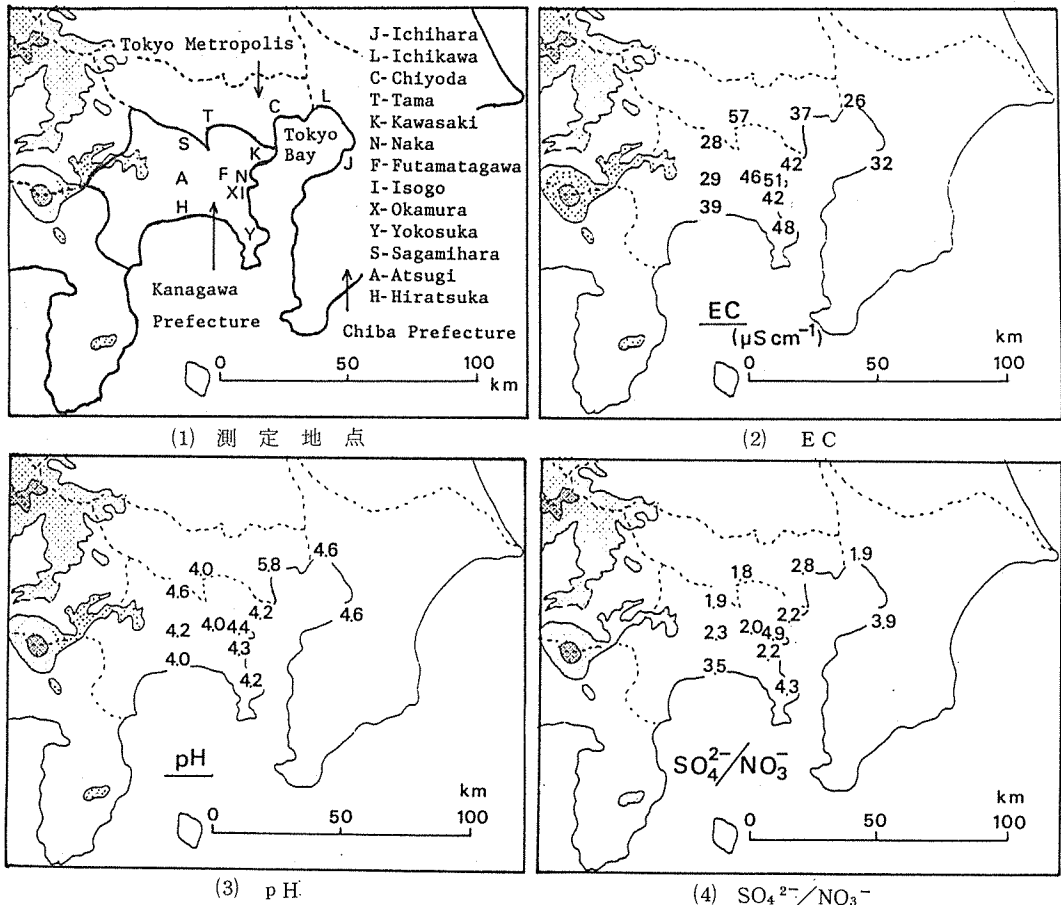 Tokyo Metropolis
J-Ichihara
L-Ichikawa
C-Chiyoda
T-Tama
K-Kawasaki
N-Naka
F-Futamatagawa
I-Isogo
X-Okamura
Y-Yokosuka
S-Sagamihara
A-Atsugi
H-Hiratsuka
T
C
L
S
Tokyo
Bay
K
J
A
F
N
XI
H
Y
Kanagawa
Prefecture
Chiba Prefecture
0 50 100
km
(1) 測 定 地 点
57
37
26
28
42
32
29
46
51
42
39
48
EC
(μS cm⁻¹)
km
0 50 100
(2) E C
4.0
5.8
4.6
4.6
4.2
4.6
4.2
4.0
4.4
4.3
4.0
4.2
pH
km
0 50 100
(3) p H
1.8
2.8
1.9
1.9
2.2
3.9
2.3
2.0
4.9
2.2
3.5
4.3
SO₄²⁻/NO₃⁻
km
0 50 100
(4) SO₄²⁻/NO₃⁻